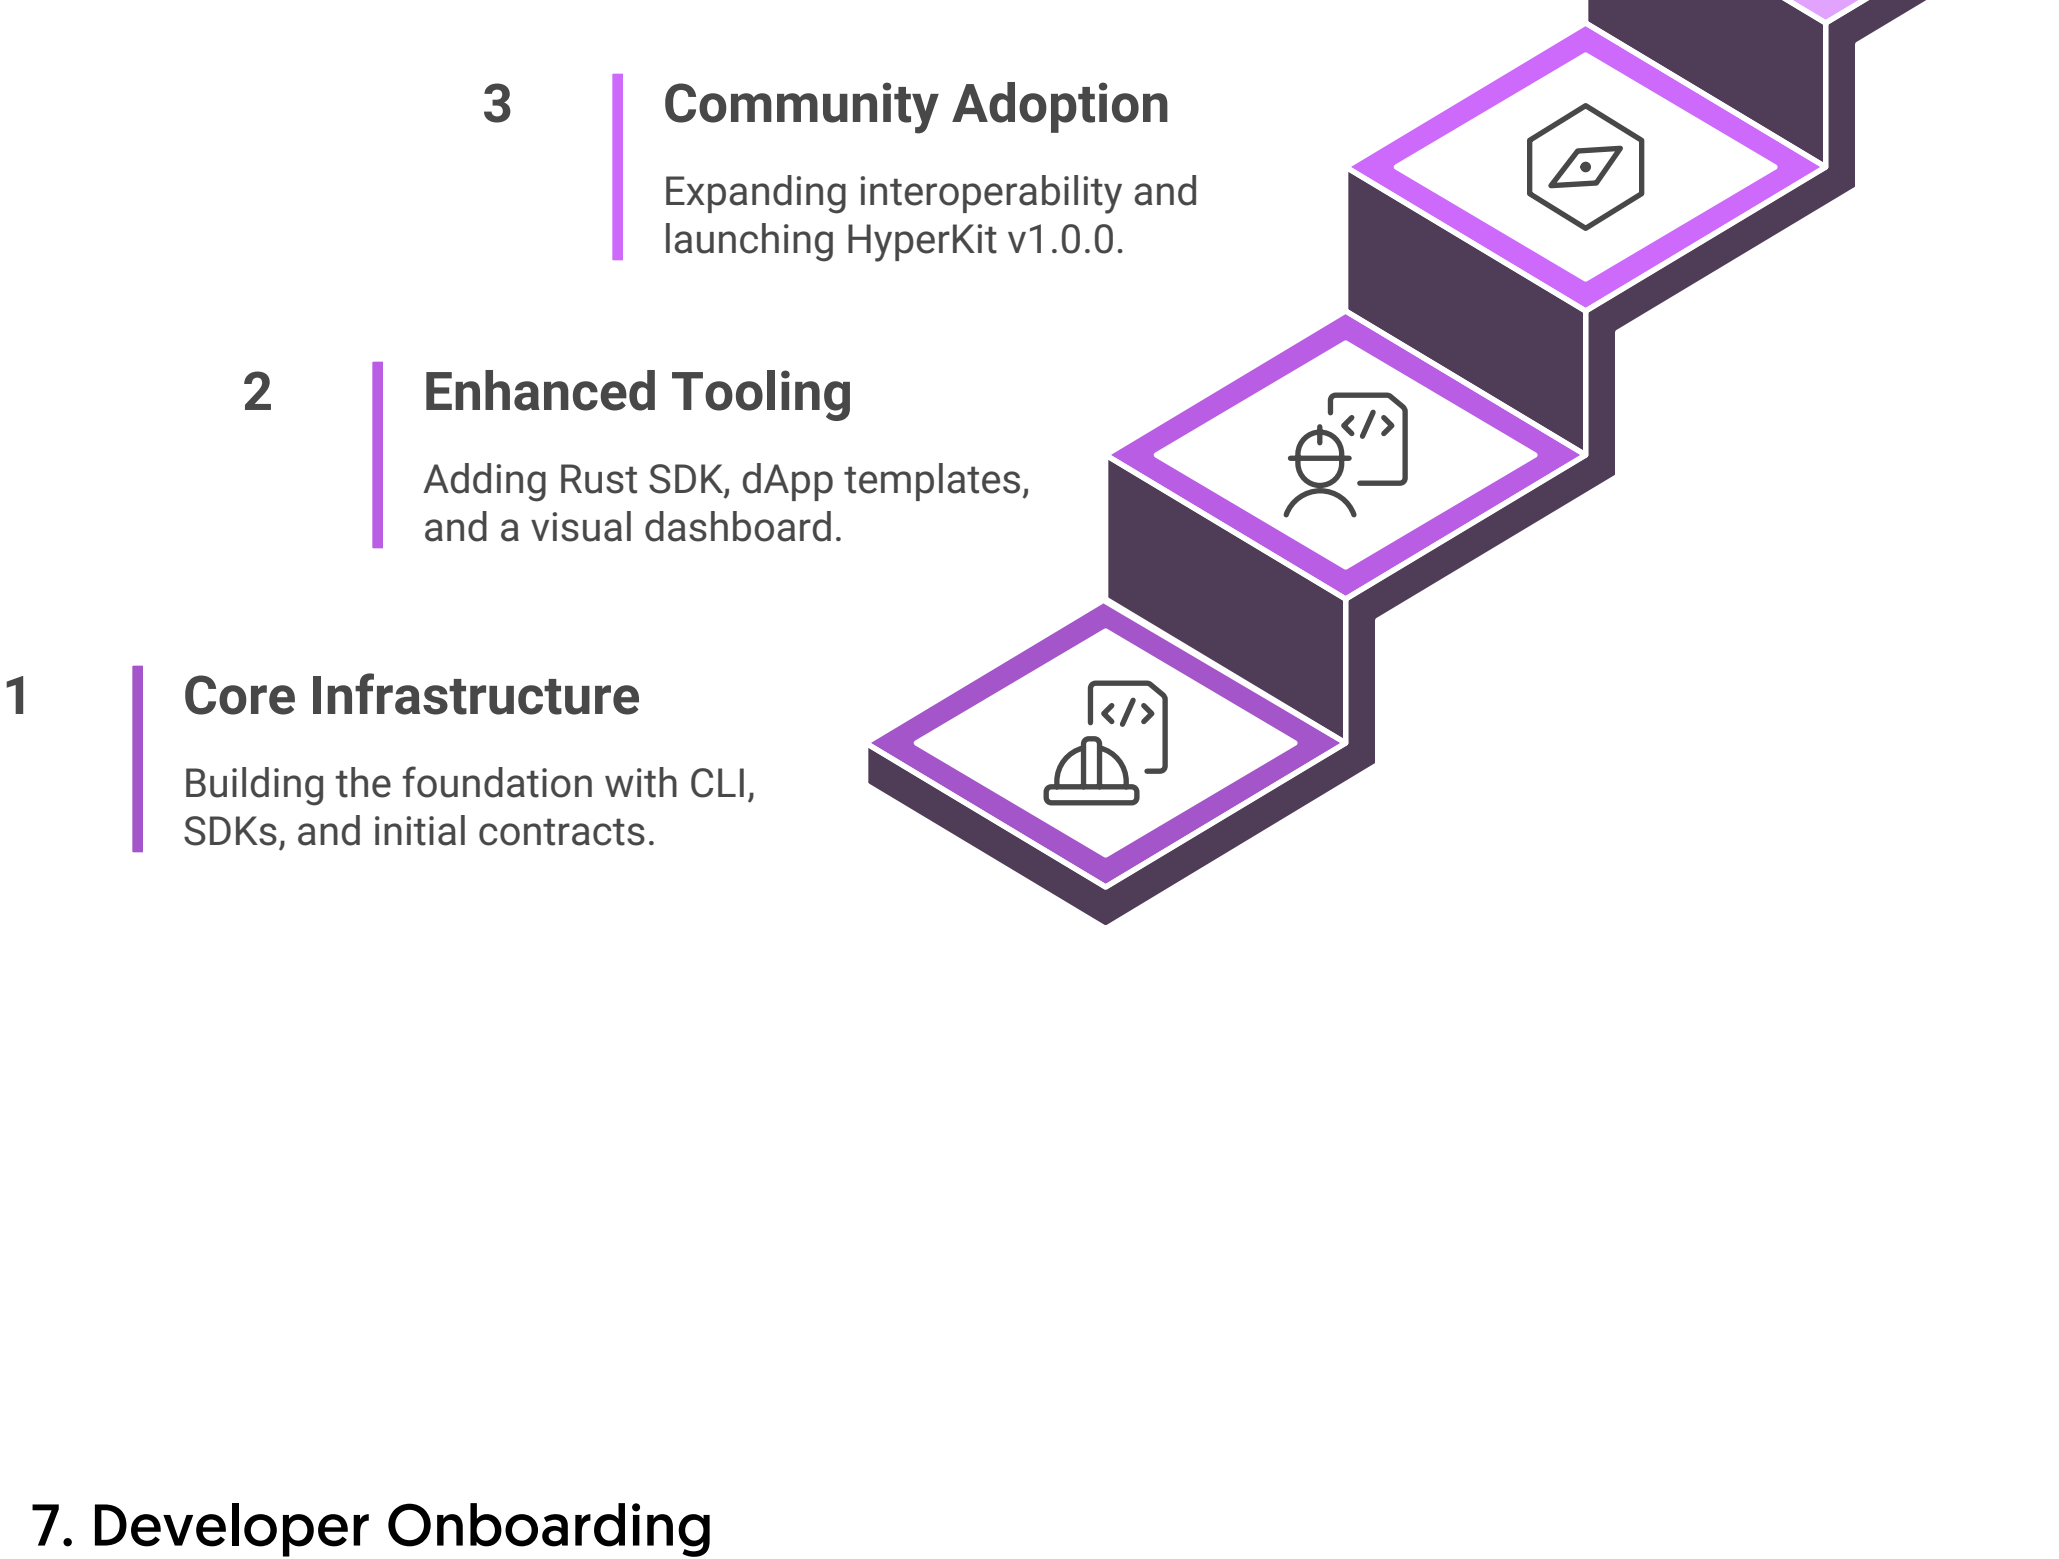 3
Community Adoption
Expanding interoperability and
launching HyperKit v1.0.0.
2
Enhanced Tooling
Adding Rust SDK, dApp templates,
and a visual dashboard.
1
Core Infrastructure
Building the foundation with CLI,
SDKs, and initial contracts.
7. Developer Onboarding